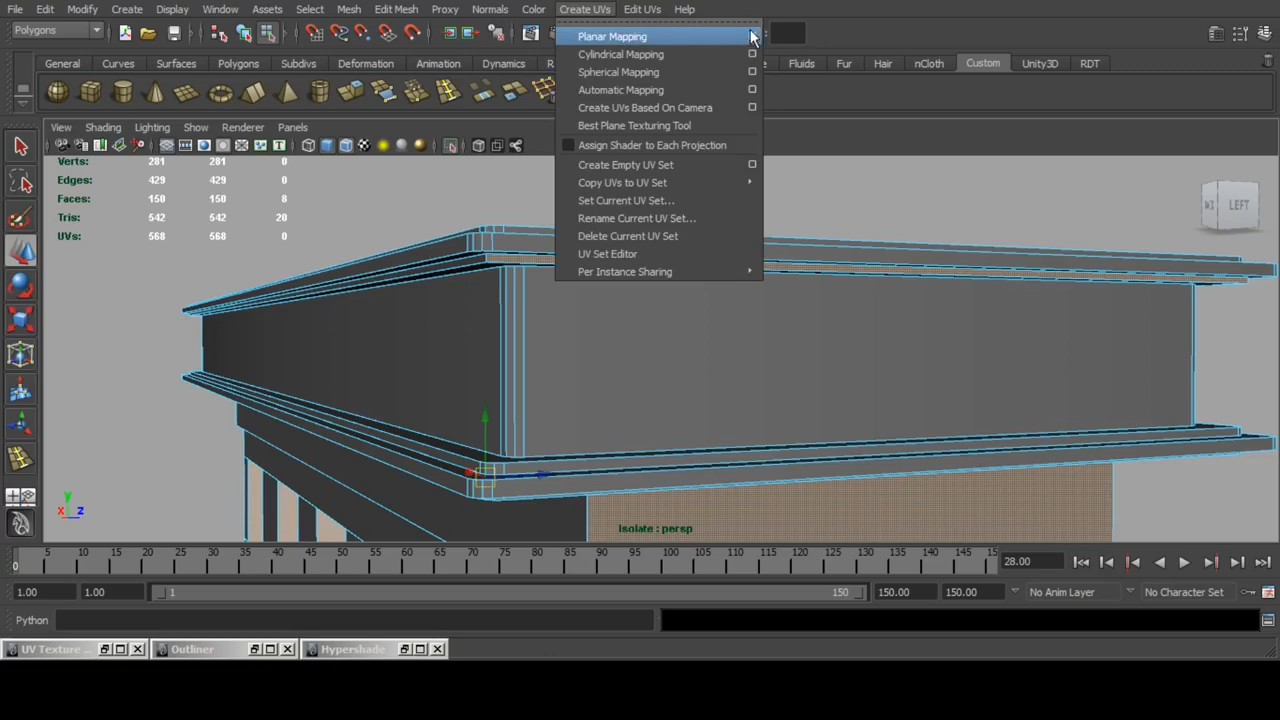 File Edit Modify Create Display Window Assets Select Mesh Edit Mesh Proxy Normals Color Create UVs Edit UVs Help
Polygons
General Curves Surfaces Polygons Subdivs Deformation Animation Dynamics Fluids Fur Hair nCloth Custom Unity3D RDT
View Shading Lighting Show Renderer Panels
Planar Mapping
Cylindrical Mapping
Spherical Mapping
Automatic Mapping
Create UVs Based On Camera
Best Plane Texturing Tool
Assign Shader to Each Projection
Create Empty UV Set
Copy UVs to UV Set
Set Current UV Set...
Rename Current UV Set...
Delete Current UV Set
UV Set Editor
Per Instance Sharing
Verts: 281 281 0
Edges: 429 429 0
Faces: 150 150 8
Tris: 542 542 20
UVs: 568 568 0
LEFT
y
x z
Isolate : persp
0 5 10 15 20 25 30 35 40 45 50 55 60 65 70 75 80 85 90 95 100 105 110 115 120 125 130 135 140 145 15 28.00
1.00 1.00 1 150 150.00 150.00 No Anim Layer No Character Set
Python
UV Texture ... Outliner Hypershade